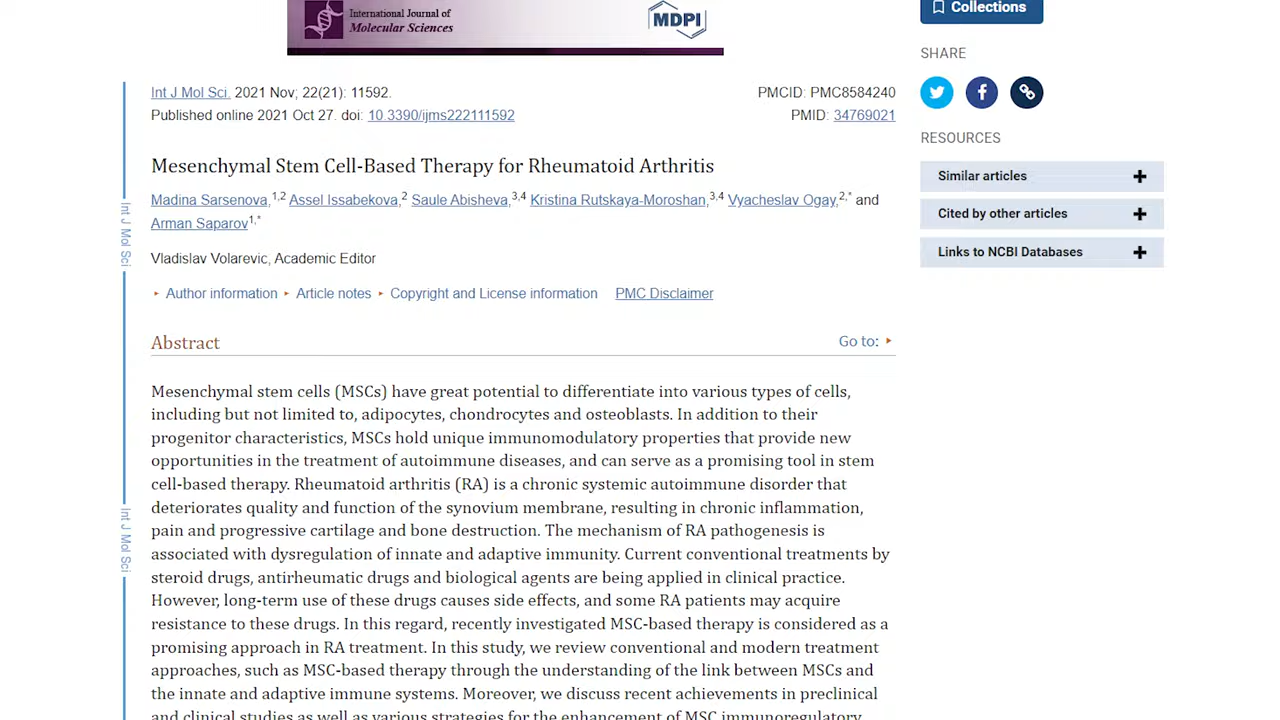 International Journal of
Molecular Sciences
MDPI
Collections
SHARE
Int J Mol Sci. 2021 Nov; 22(21): 11592.
PMCID: PMC8584240
Published online 2021 Oct 27. doi: 10.3390/ijms222111592
PMID: 34769021
RESOURCES
Similar articles
Cited by other articles
Links to NCBI Databases
Mesenchymal Stem Cell-Based Therapy for Rheumatoid Arthritis
Madina Sarsenova,1,2 Assel Issabekova,2 Saule Abisheva,3,4 Kristina Rutskaya-Moroshan,3,4 Vyacheslav Ogay,2,* and
Arman Saparov1,*
Vladislav Volarevic, Academic Editor
Author information Article notes Copyright and License information PMC Disclaimer
Abstract
Go to:
Mesenchymal stem cells (MSCs) have great potential to differentiate into various types of cells,
including but not limited to, adipocytes, chondrocytes and osteoblasts. In addition to their
progenitor characteristics, MSCs hold unique immunomodulatory properties that provide new
opportunities in the treatment of autoimmune diseases, and can serve as a promising tool in stem
cell-based therapy. Rheumatoid arthritis (RA) is a chronic systemic autoimmune disorder that
deteriorates quality and function of the synovium membrane, resulting in chronic inflammation,
pain and progressive cartilage and bone destruction. The mechanism of RA pathogenesis is
associated with dysregulation of innate and adaptive immunity. Current conventional treatments by
steroid drugs, antirheumatic drugs and biological agents are being applied in clinical practice.
However, long-term use of these drugs causes side effects, and some RA patients may acquire
resistance to these drugs. In this regard, recently investigated MSC-based therapy is considered as a
promising approach in RA treatment. In this study, we review conventional and modern treatment
approaches, such as MSC-based therapy through the understanding of the link between MSCs and
the innate and adaptive immune systems. Moreover, we discuss recent achievements in preclinical
and clinical studies as well as various strategies for the enhancement of MSC immunoregulatory
Int J Mol Sci
Int J Mol Sci